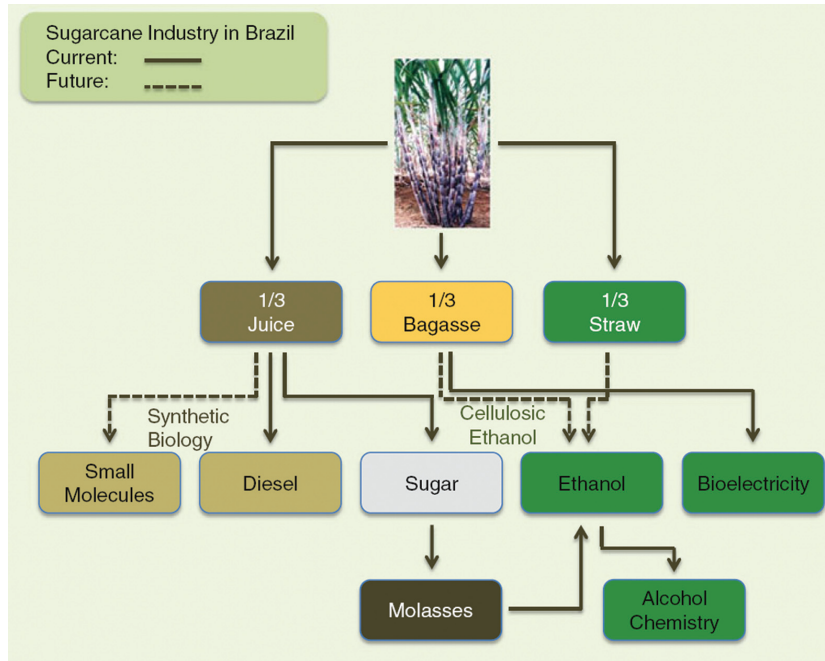 Sugarcane Industry in Brazil
Current:
Future:
1/3
Juice
1/3
Bagasse
1/3
Straw
Synthetic
Biology
Cellulosic
Ethanol
Small
Molecules
Diesel
Sugar
Ethanol
Bioelectricity
Molasses
Alcohol
Chemistry